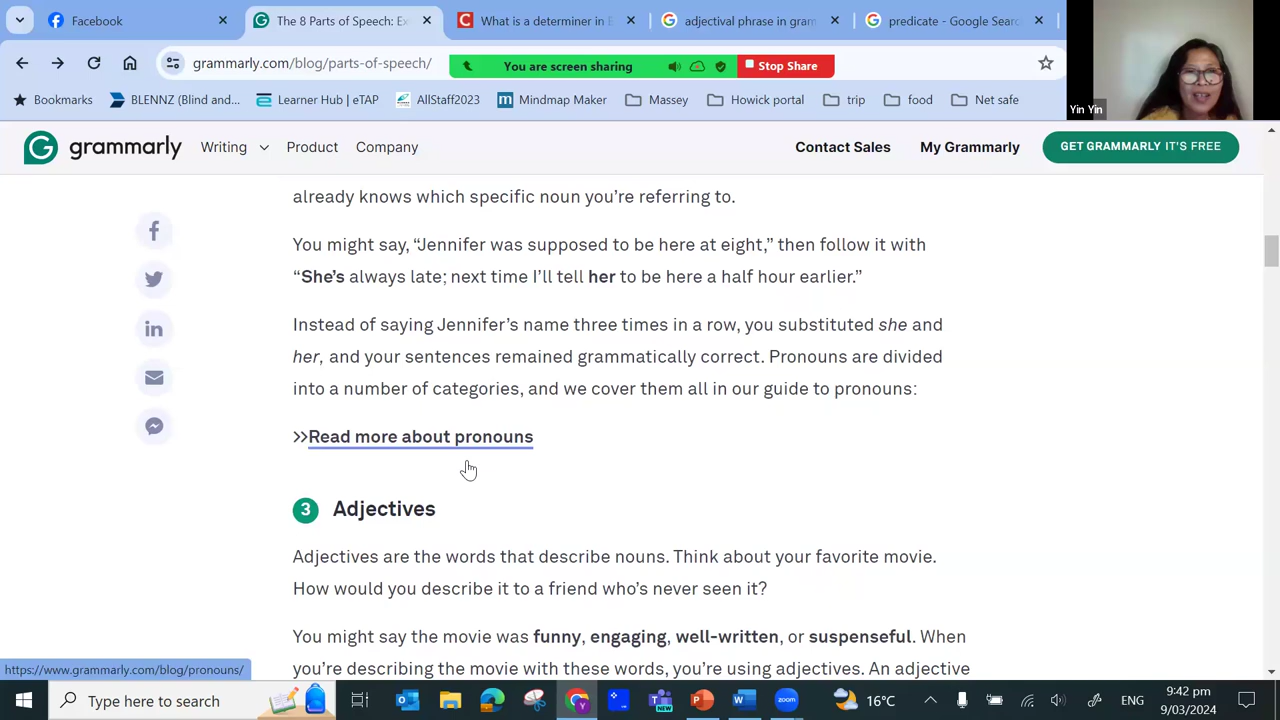 Facebook
The 8 Parts of Speech: Ex
What is a determiner in E
adjectival phrase in gram
predicate - Google Searc
grammarly.com/blog/parts-of-speech/
You are screen sharing
Stop Share
Bookmarks
BLENNZ (Blind and...
Learner Hub | eTAP
AllStaff2023
Mindmap Maker
Massey
Howick portal
trip
food
Net safe
Yin Yin
grammarly
Writing
Product
Company
Contact Sales
My Grammarly
GET GRAMMARLY IT'S FREE
already knows which specific noun you’re referring to.
You might say, “Jennifer was supposed to be here at eight,” then follow it with
“She’s always late; next time I’ll tell her to be here a half hour earlier.”
Instead of saying Jennifer’s name three times in a row, you substituted she and
her, and your sentences remained grammatically correct. Pronouns are divided
into a number of categories, and we cover them all in our guide to pronouns:
>>Read more about pronouns
3 Adjectives
Adjectives are the words that describe nouns. Think about your favorite movie.
How would you describe it to a friend who’s never seen it?
You might say the movie was funny, engaging, well-written, or suspenseful. When
you’re describing the movie with these words, you’re using adjectives. An adjective
https://www.grammarly.com/blog/pronouns/
Type here to search
16°C
ENG
9:42 pm
9/03/2024